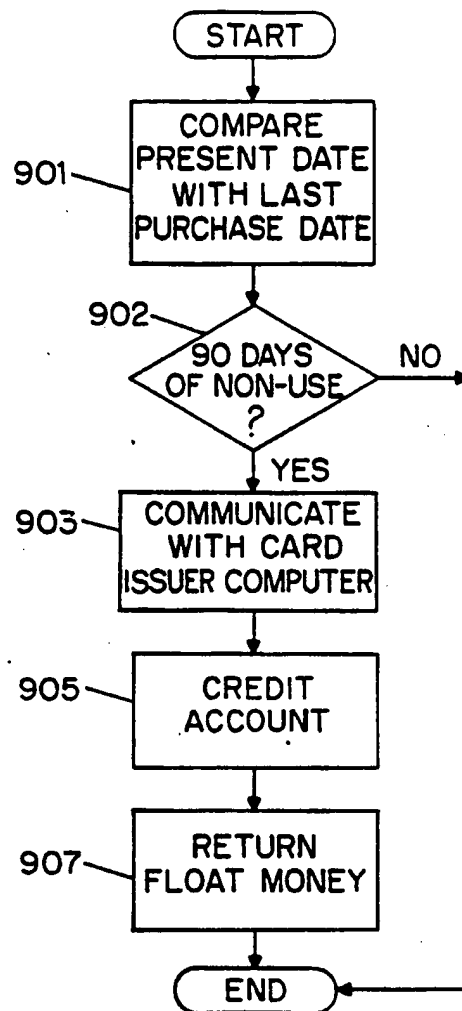 START
901
COMPARE
PRESENT DATE
WITH LAST
PURCHASE DATE
902
90 DAYS
OF NON-USE
?
NO
YES
903
COMMUNICATE
WITH CARD
ISSUER COMPUTER
905
CREDIT
ACCOUNT
907
RETURN
FLOAT MONEY
END